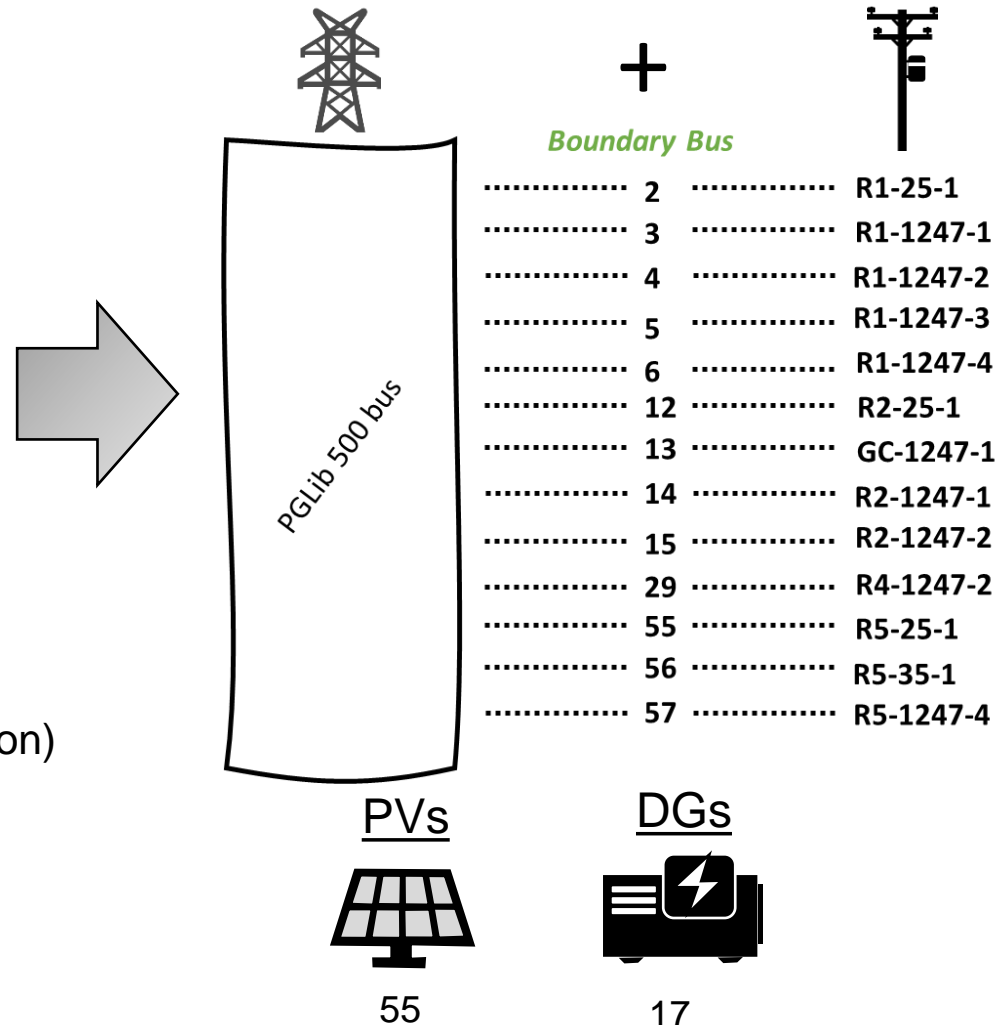 +
Boundary Bus
2 R1-25-1
3 R1-1247-1
4 R1-1247-2
5 R1-1247-3
6 R1-1247-4
12 R2-25-1
13 GC-1247-1
14 R2-1247-1
15 R2-1247-2
29 R4-1247-2
55 R5-25-1
56 R5-35-1
57 R5-1247-4
PGLib 500 bus
on)
PVs DGs
55 17